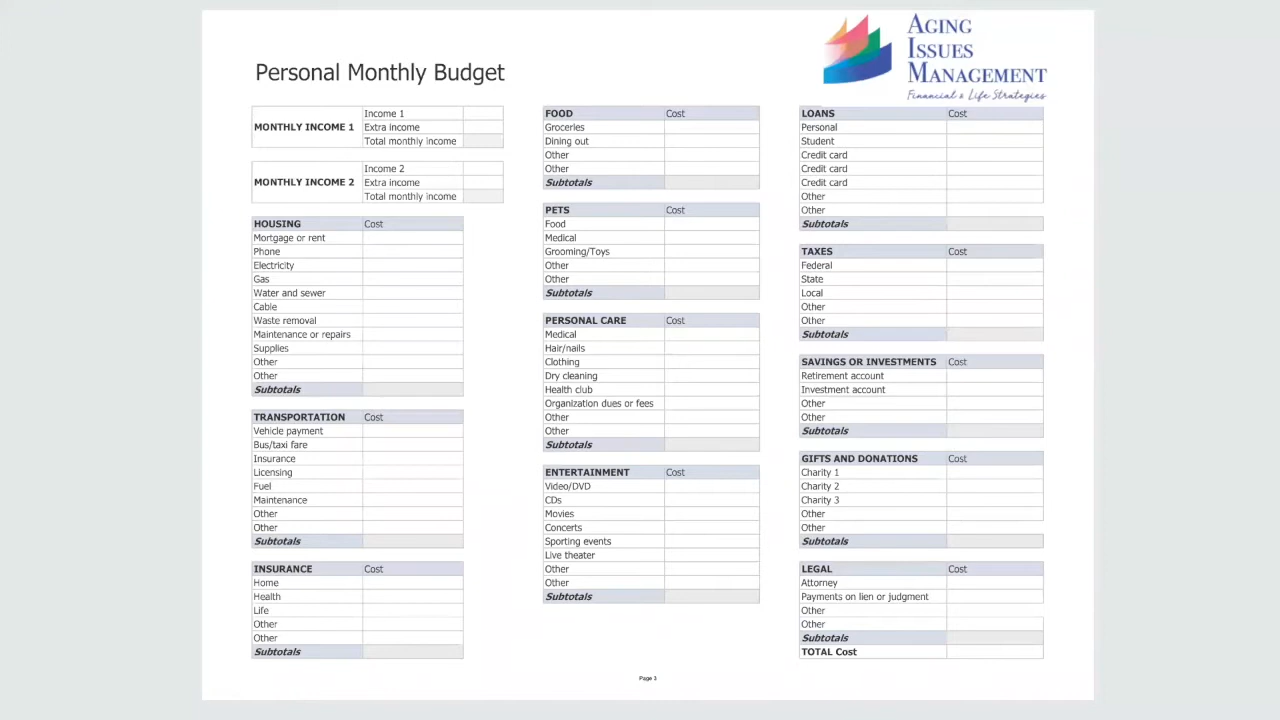 AGING
ISSUES
MANAGEMENT
Financial & Life Strategies
Personal Monthly Budget
MONTHLY INCOME 1
Income 1
Extra income
Total monthly income
MONTHLY INCOME 2
Income 2
Extra income
Total monthly income
HOUSING Cost
Mortgage or rent
Phone
Electricity
Gas
Water and sewer
Cable
Waste removal
Maintenance or repairs
Supplies
Other
Other
Subtotals
TRANSPORTATION Cost
Vehicle payment
Bus/taxi fare
Insurance
Licensing
Fuel
Maintenance
Other
Other
Subtotals
INSURANCE Cost
Home
Health
Life
Other
Other
Subtotals
FOOD Cost
Groceries
Dining out
Other
Other
Subtotals
PETS Cost
Food
Medical
Grooming/Toys
Other
Other
Subtotals
PERSONAL CARE Cost
Medical
Hair/nails
Clothing
Dry cleaning
Health club
Organization dues or fees
Other
Other
Subtotals
ENTERTAINMENT Cost
Video/DVD
CDs
Movies
Concerts
Sporting events
Live theater
Other
Other
Subtotals
LOANS Cost
Personal
Student
Credit card
Credit card
Credit card
Other
Other
Subtotals
TAXES Cost
Federal
State
Local
Other
Other
Subtotals
SAVINGS OR INVESTMENTS Cost
Retirement account
Investment account
Other
Other
Subtotals
GIFTS AND DONATIONS Cost
Charity 1
Charity 2
Charity 3
Other
Other
Subtotals
LEGAL Cost
Attorney
Payments on lien or judgment
Other
Other
Subtotals
TOTAL Cost
Page 3